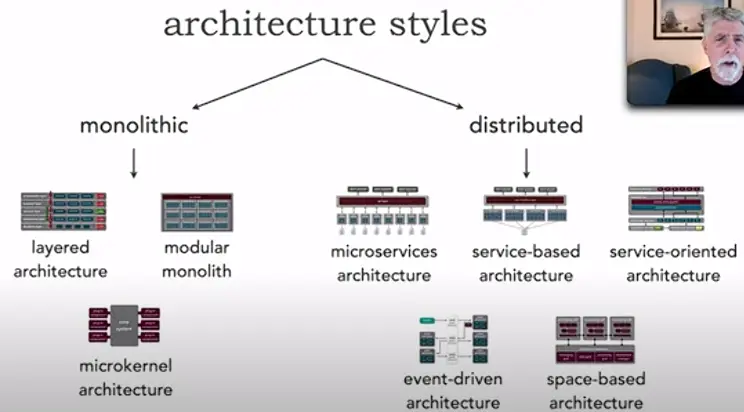 architecture styles
monolithic
distributed
layered
architecture
modular
monolith
microservices
architecture
service-based
architecture
service-oriented
architecture
microkernel
architecture
event-driven
architecture
space-based
architecture